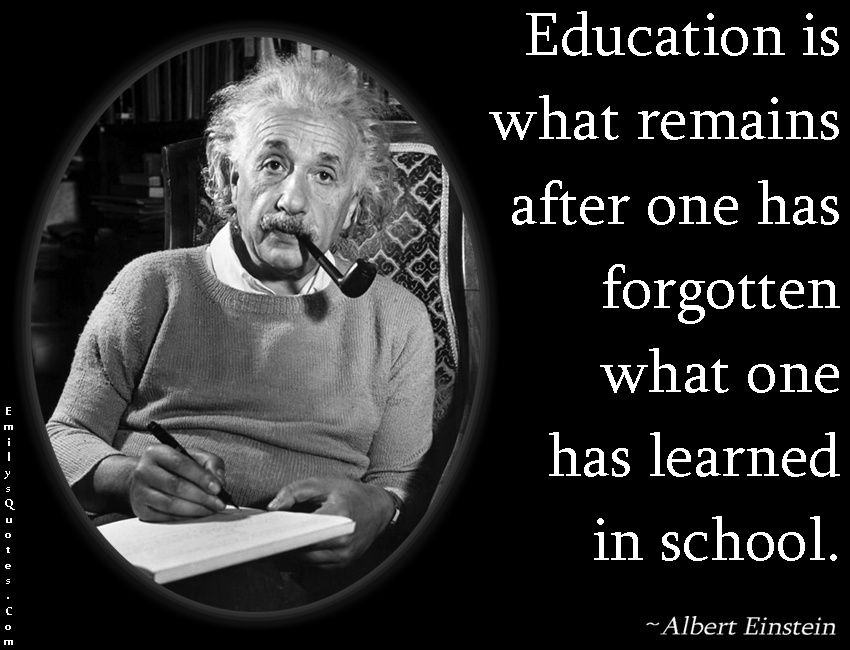 Education is
what remains
after one has
forgotten
what one
has learned
in school.
~Albert Einstein
EmilysQuotes.Com